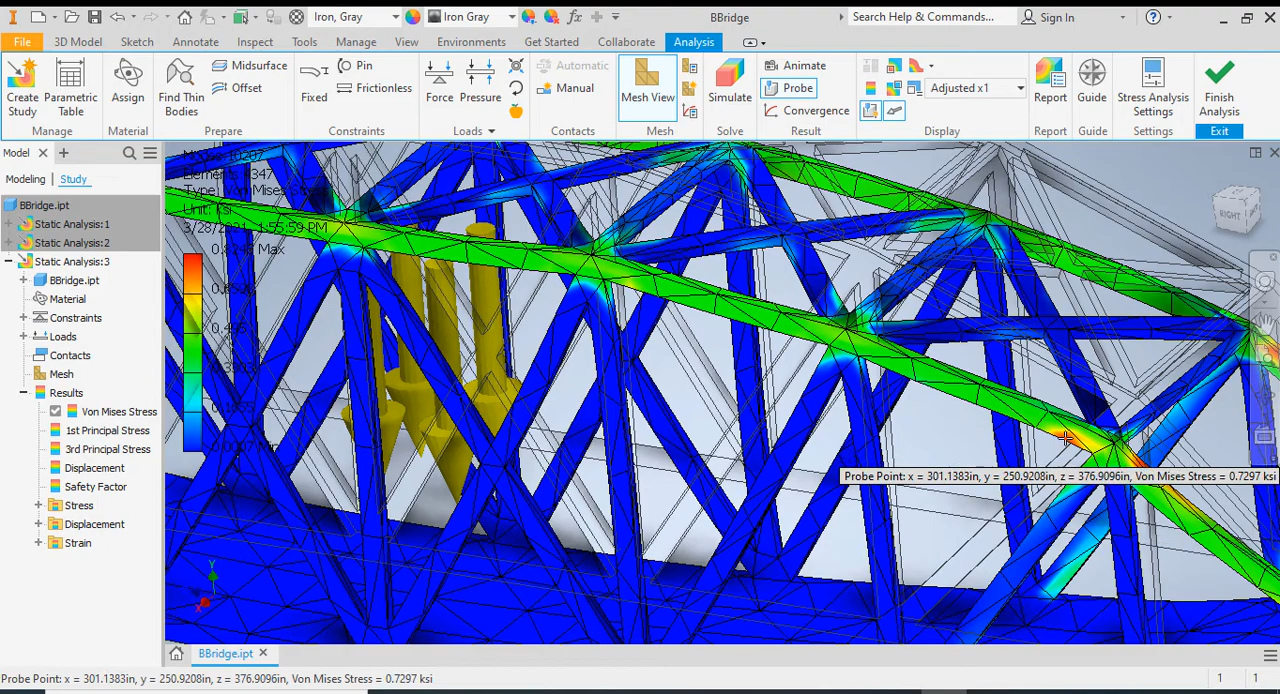 Iron, Gray
Iron Gray
fx
BBridge
Search Help & Commands...
Sign In
File
3D Model
Sketch
Annotate
Inspect
Tools
Manage
View
Environments
Get Started
Collaborate
Analysis
Create Study
Parametric Table
Manage
Assign
Material
Find Thin Bodies
Midsurface
Offset
Prepare
Fixed
Pin
Frictionless
Constraints
Force
Pressure
Loads
Automatic
Manual
Contacts
Mesh View
Mesh
Simulate
Solve
Animate
Probe
Convergence
Result
Adjusted x1
Display
Report
Report
Guide
Guide
Stress Analysis Settings
Settings
Finish Analysis
Exit
Model
Modeling
Study
BBridge.ipt
Static Analysis:1
Static Analysis:2
Static Analysis:3
BBridge.ipt
Material
Constraints
Loads
Contacts
Mesh
Results
Von Mises Stress
1st Principal Stress
3rd Principal Stress
Displacement
Safety Factor
Stress
Displacement
Strain
Type: Von Mises Stress
Unit: ksi
1:55:59 PM
Max
RIGHT
Probe Point: x = 301.1383in, y = 250.9208in, z = 376.9096in, Von Mises Stress = 0.7297 ksi
Y
X
BBridge.ipt
Probe Point: x = 301.1383in, y = 250.9208in, z = 376.9096in, Von Mises Stress = 0.7297 ksi
1
1